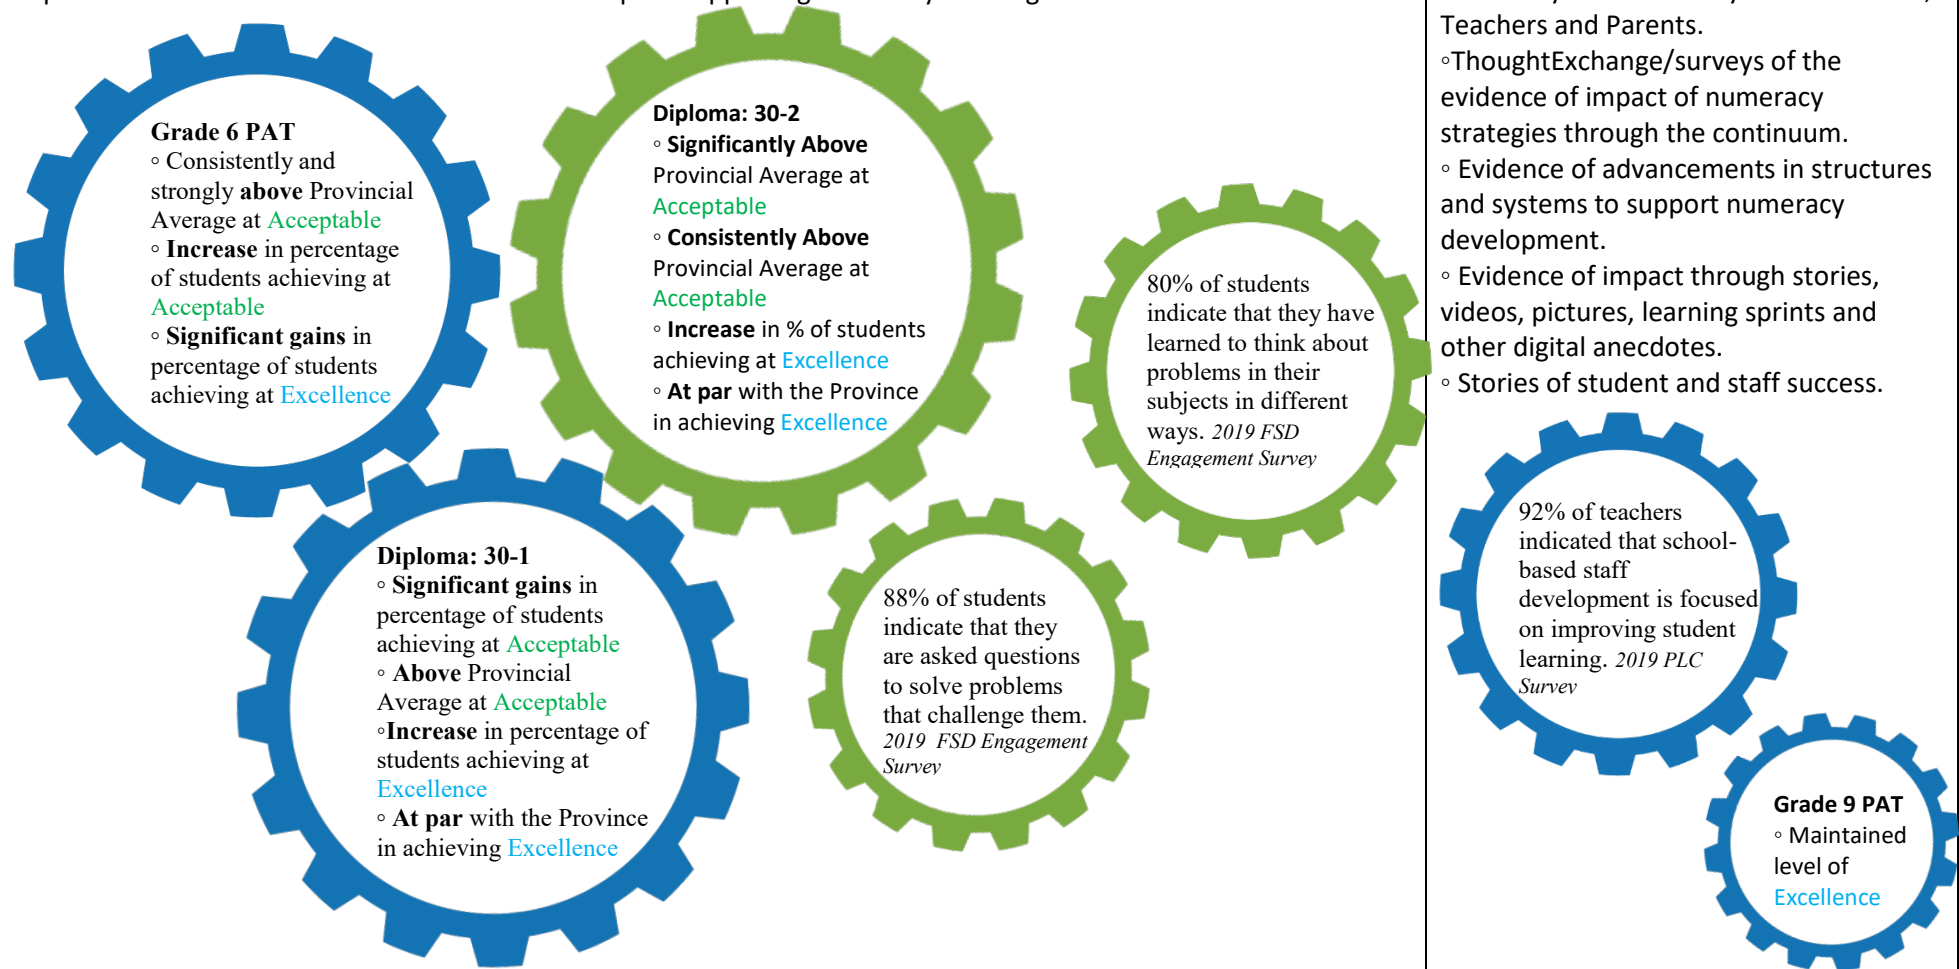 Teachers and Parents.
◦ThoughtExchange/surveys of the
evidence of impact of numeracy
strategies through the continuum.
◦ Evidence of advancements in structures
and systems to support numeracy
development.
◦ Evidence of impact through stories,
videos, pictures, learning sprints and
other digital anecdotes.
◦ Stories of student and staff success.
Grade 6 PAT
◦ Consistently and
strongly above Provincial
Average at Acceptable
◦ Increase in percentage
of students achieving at
Acceptable
◦ Significant gains in
percentage of students
achieving at Excellence
Diploma: 30-2
◦ Significantly Above
Provincial Average at
Acceptable
◦ Consistently Above
Provincial Average at
Acceptable
◦ Increase in % of students
achieving at Excellence
◦ At par with the Province
in achieving Excellence
80% of students
indicate that they have
learned to think about
problems in their
subjects in different
ways. 2019 FSD
Engagement Survey
Diploma: 30-1
◦ Significant gains in
percentage of students
achieving at Acceptable
◦ Above Provincial
Average at Acceptable
◦Increase in percentage of
students achieving at
Excellence
◦ At par with the Province
in achieving Excellence
88% of students
indicate that they
are asked questions
to solve problems
that challenge them.
2019 FSD Engagement
Survey
92% of teachers
indicated that school-
based staff
development is focused
on improving student
learning. 2019 PLC
Survey
Grade 9 PAT
◦ Maintained
level of
Excellence